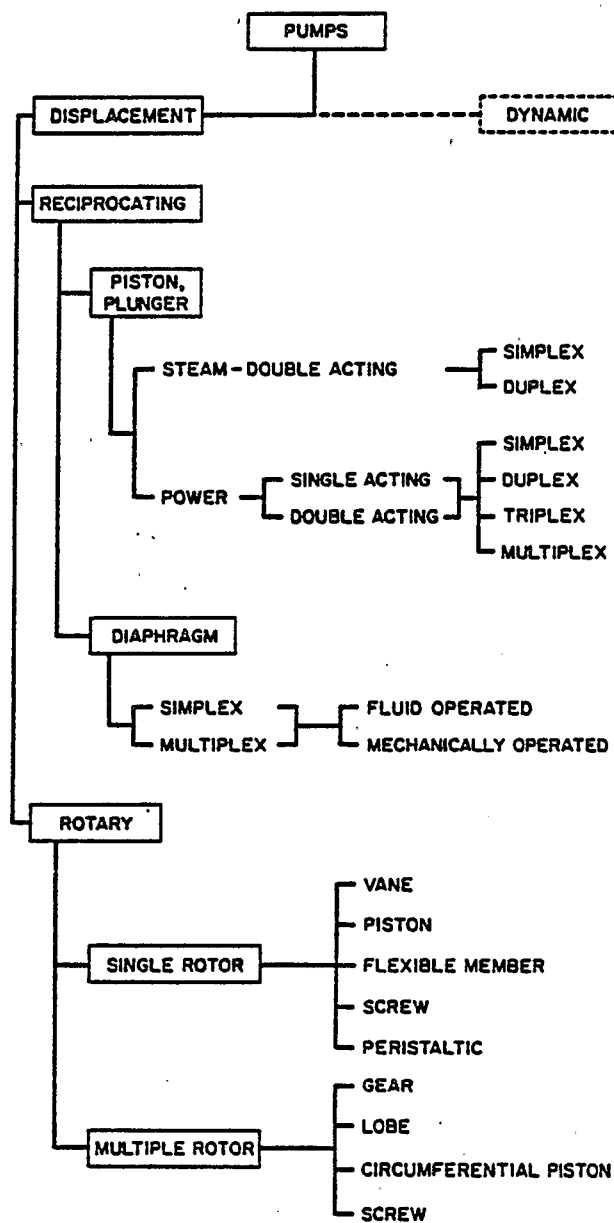 PUMPS
DISPLACEMENT
DYNAMIC
RECIPROCATING
PISTON,
PLUNGER
STEAM-DOUBLE ACTING
SIMPLEX
DUPLEX
POWER
SINGLE ACTING
DOUBLE ACTING
SIMPLEX
DUPLEX
TRIPLEX
MULTIPLEX
DIAPHRAGM
SIMPLEX
MULTIPLEX
FLUID OPERATED
MECHANICALLY OPERATED
ROTARY
SINGLE ROTOR
VANE
PISTON
FLEXIBLE MEMBER
SCREW
PERISTALTIC
MULTIPLE ROTOR
GEAR
LOBE
CIRCUMFERENTIAL PISTON
SCREW